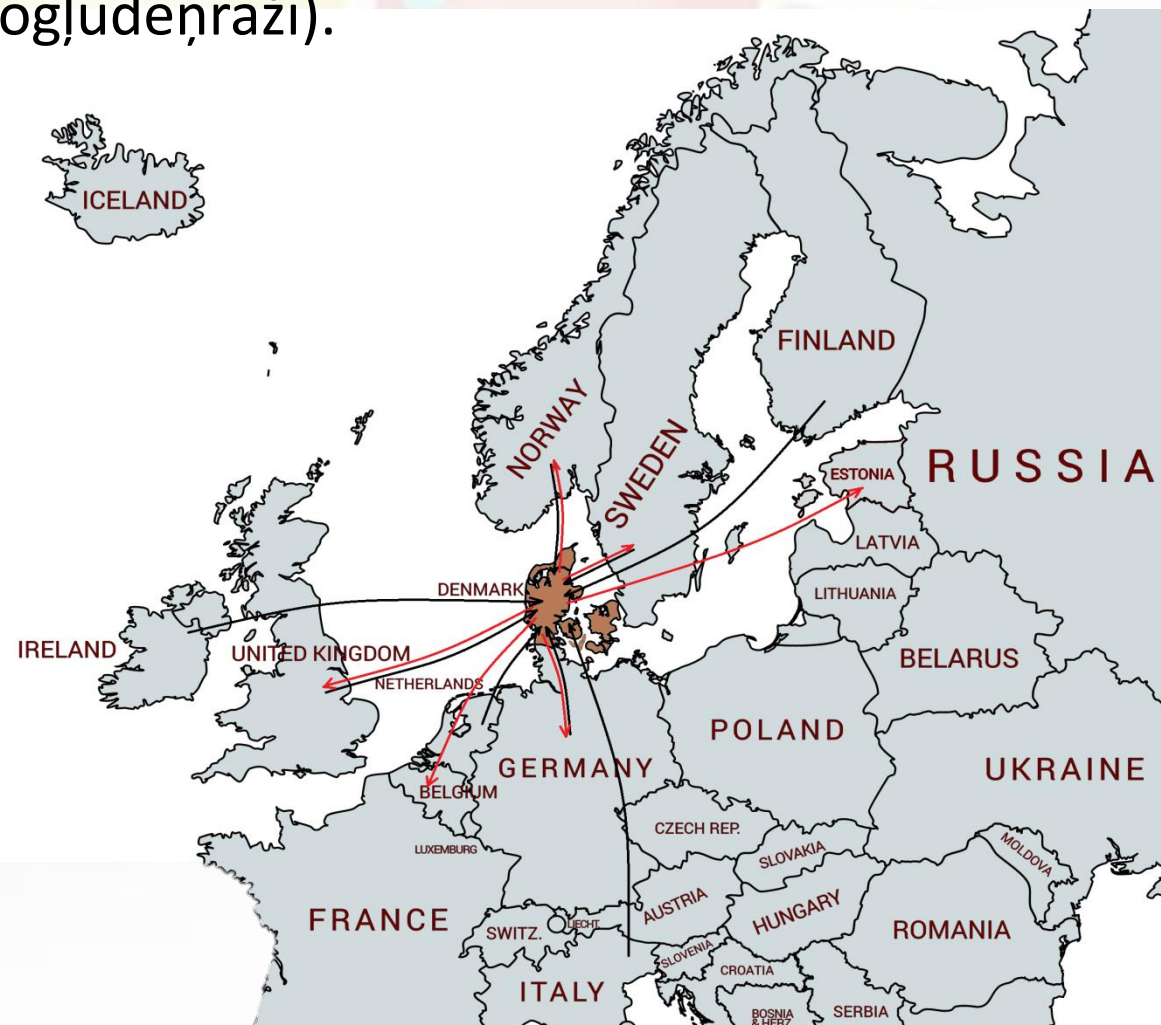 ogļūdeņraži).
ICELAND
FINLAND
NORWAY
SWEDEN
ESTONIA
RUSSIA
LATVIA
DENMARK
LITHUANIA
IRELAND
UNITED KINGDOM
BELARUS
NETHERLANDS
POLAND
GERMANY
UKRAINE
BELGIUM
CZECH REP.
LUXEMBURG
SLOVAKIA
MOLDOVA
AUSTRIA
HUNGARY
FRANCE
SWITZ.
LIECHT.
ROMANIA
SLOVENIA
CROATIA
ITALY
BOSNIA
& HERZ.
SERBIA